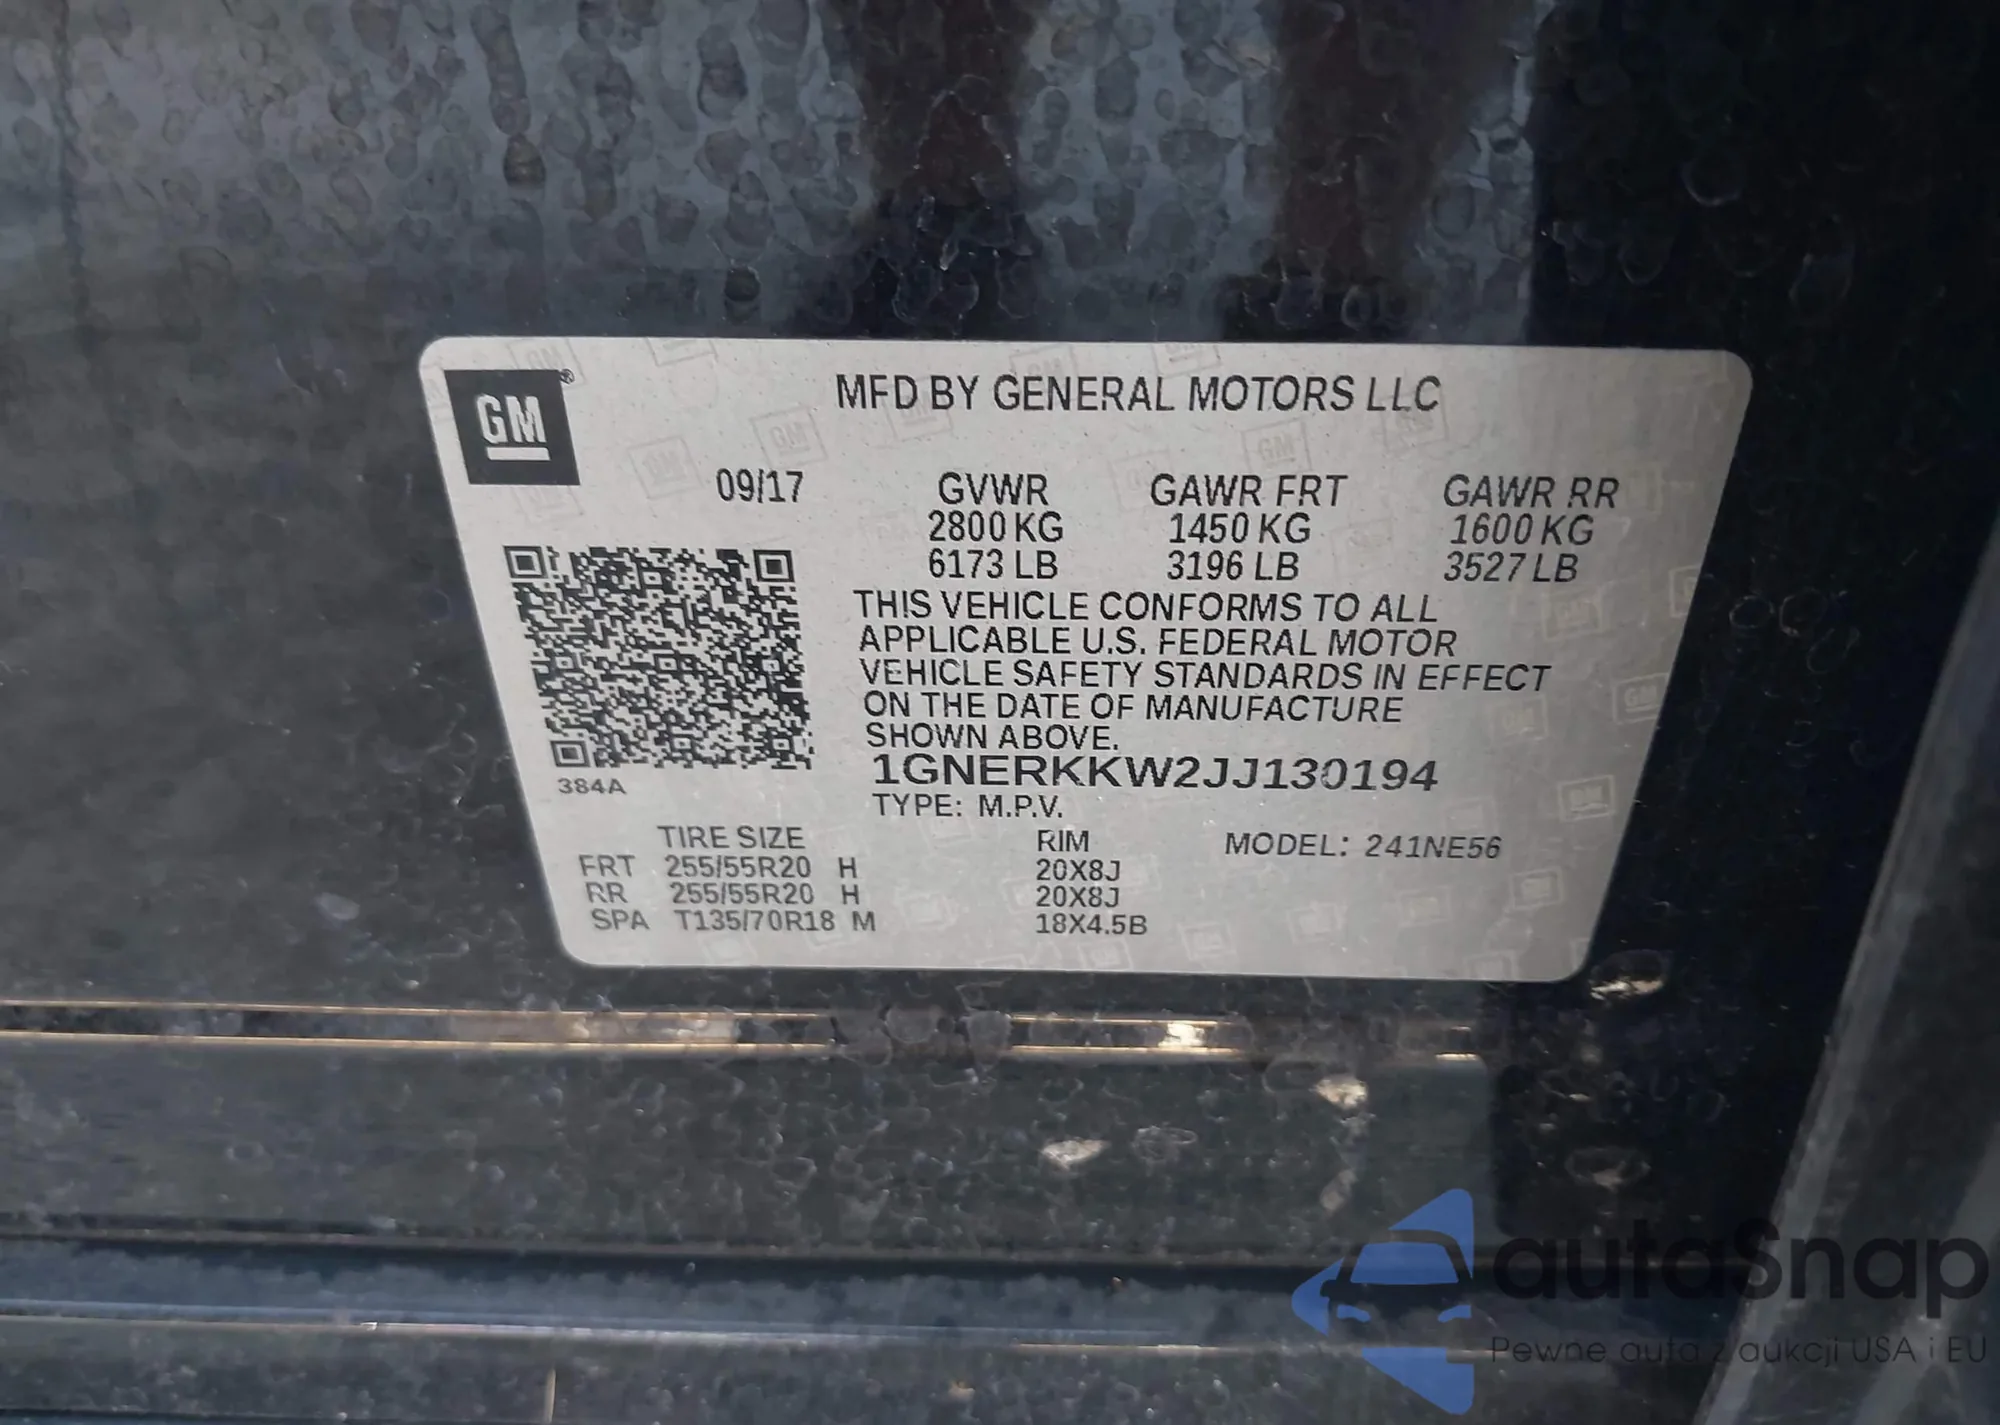 GM®
MFD BY GENERAL MOTORS LLC
09/17 GVWR GAWR FRT GAWR RR
2800 KG 1450 KG 1600 KG
6173 LB 3196 LB 3527 LB
THIS VEHICLE CONFORMS TO ALL
APPLICABLE U.S. FEDERAL MOTOR
VEHICLE SAFETY STANDARDS IN EFFECT
ON THE DATE OF MANUFACTURE
SHOWN ABOVE.
1GNERKKW2JJ130194
384A
TYPE: M.P.V.
TIRE SIZE RIM MODEL: 241NE56
FRT 255/55R20 H 20X8J
RR 255/55R20 H 20X8J
SPA T135/70R18 M 18X4.5B
autaSnap
Pewne auta z aukcji USA i EU